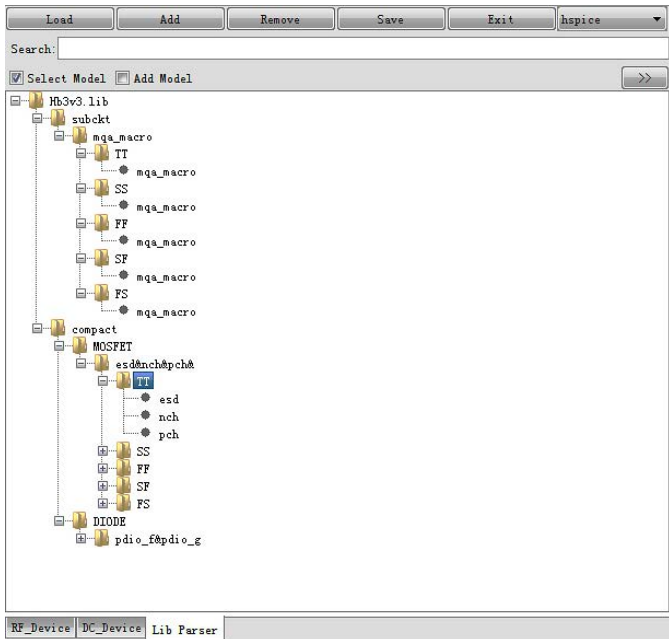 Load Add Remove Save Exit hspice
Search:
Select Model Add Model >>
Hb3v3.lib
subckt
mqa_macro
TT
mqa_macro
SS
mqa_macro
FF
mqa_macro
SF
mqa_macro
FS
mqa_macro
compact
MOSFET
esd&nch&pch&
TT
esd
nch
pch
SS
FF
SF
FS
DIODE
pdio_f&pdio_g
RF_Device DC_Device Lib Parser